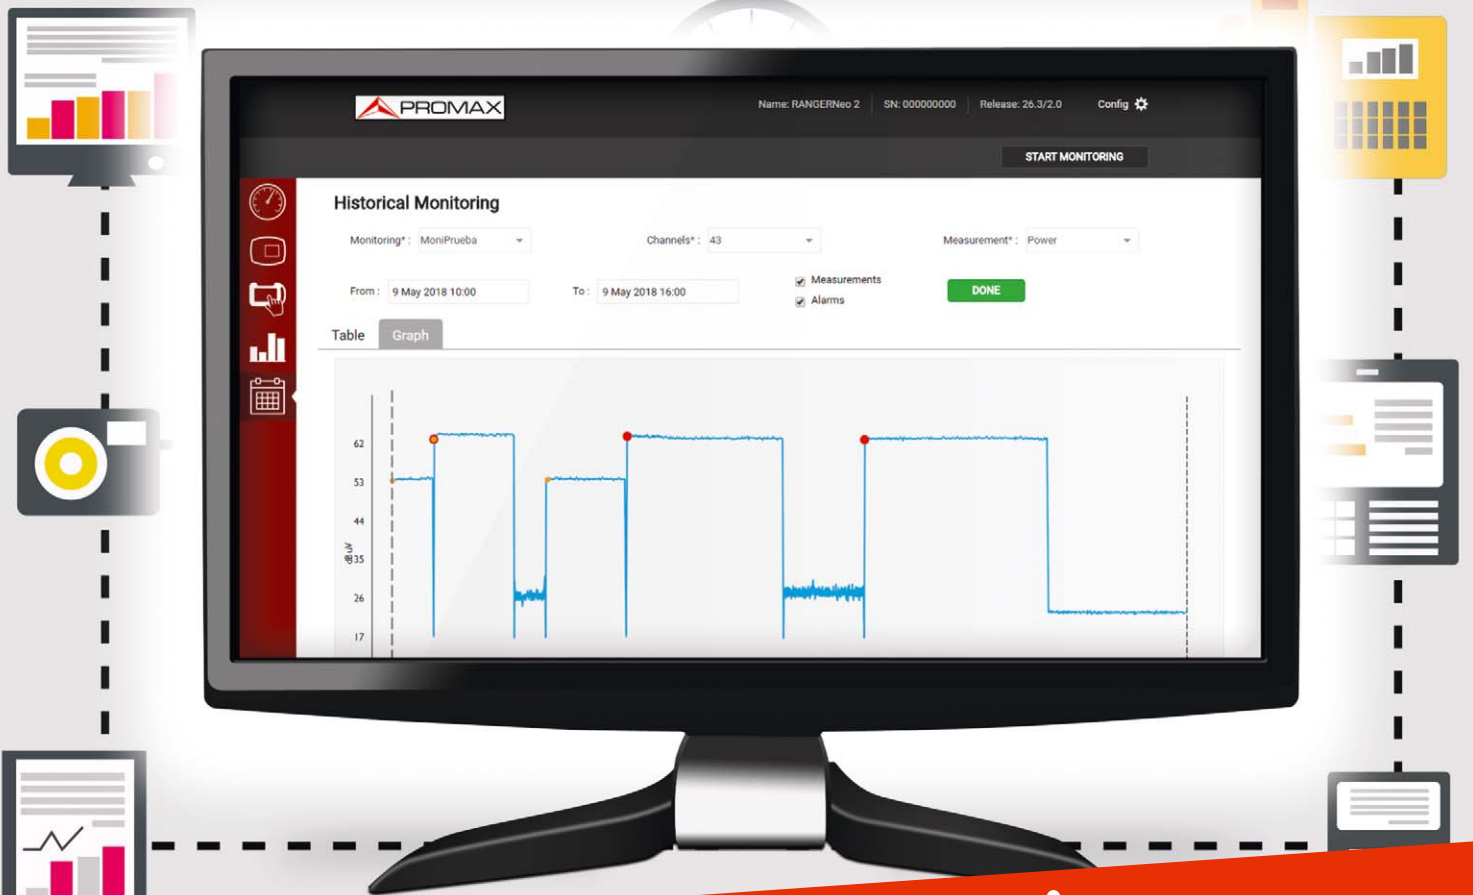 PROMAX
Name: RANGERNeo 2 SN: 000000000 Release: 26.3/2.0 Config
START MONITORING
Historical Monitoring
Monitoring* : MoniPrueba Channels* : 43 Measurement* : Power
From : 9 May 2018 10:00 To : 9 May 2018 16:00 Measurements
Alarms
DONE
Table Graph
62
53
44
dBuV
35
26
17